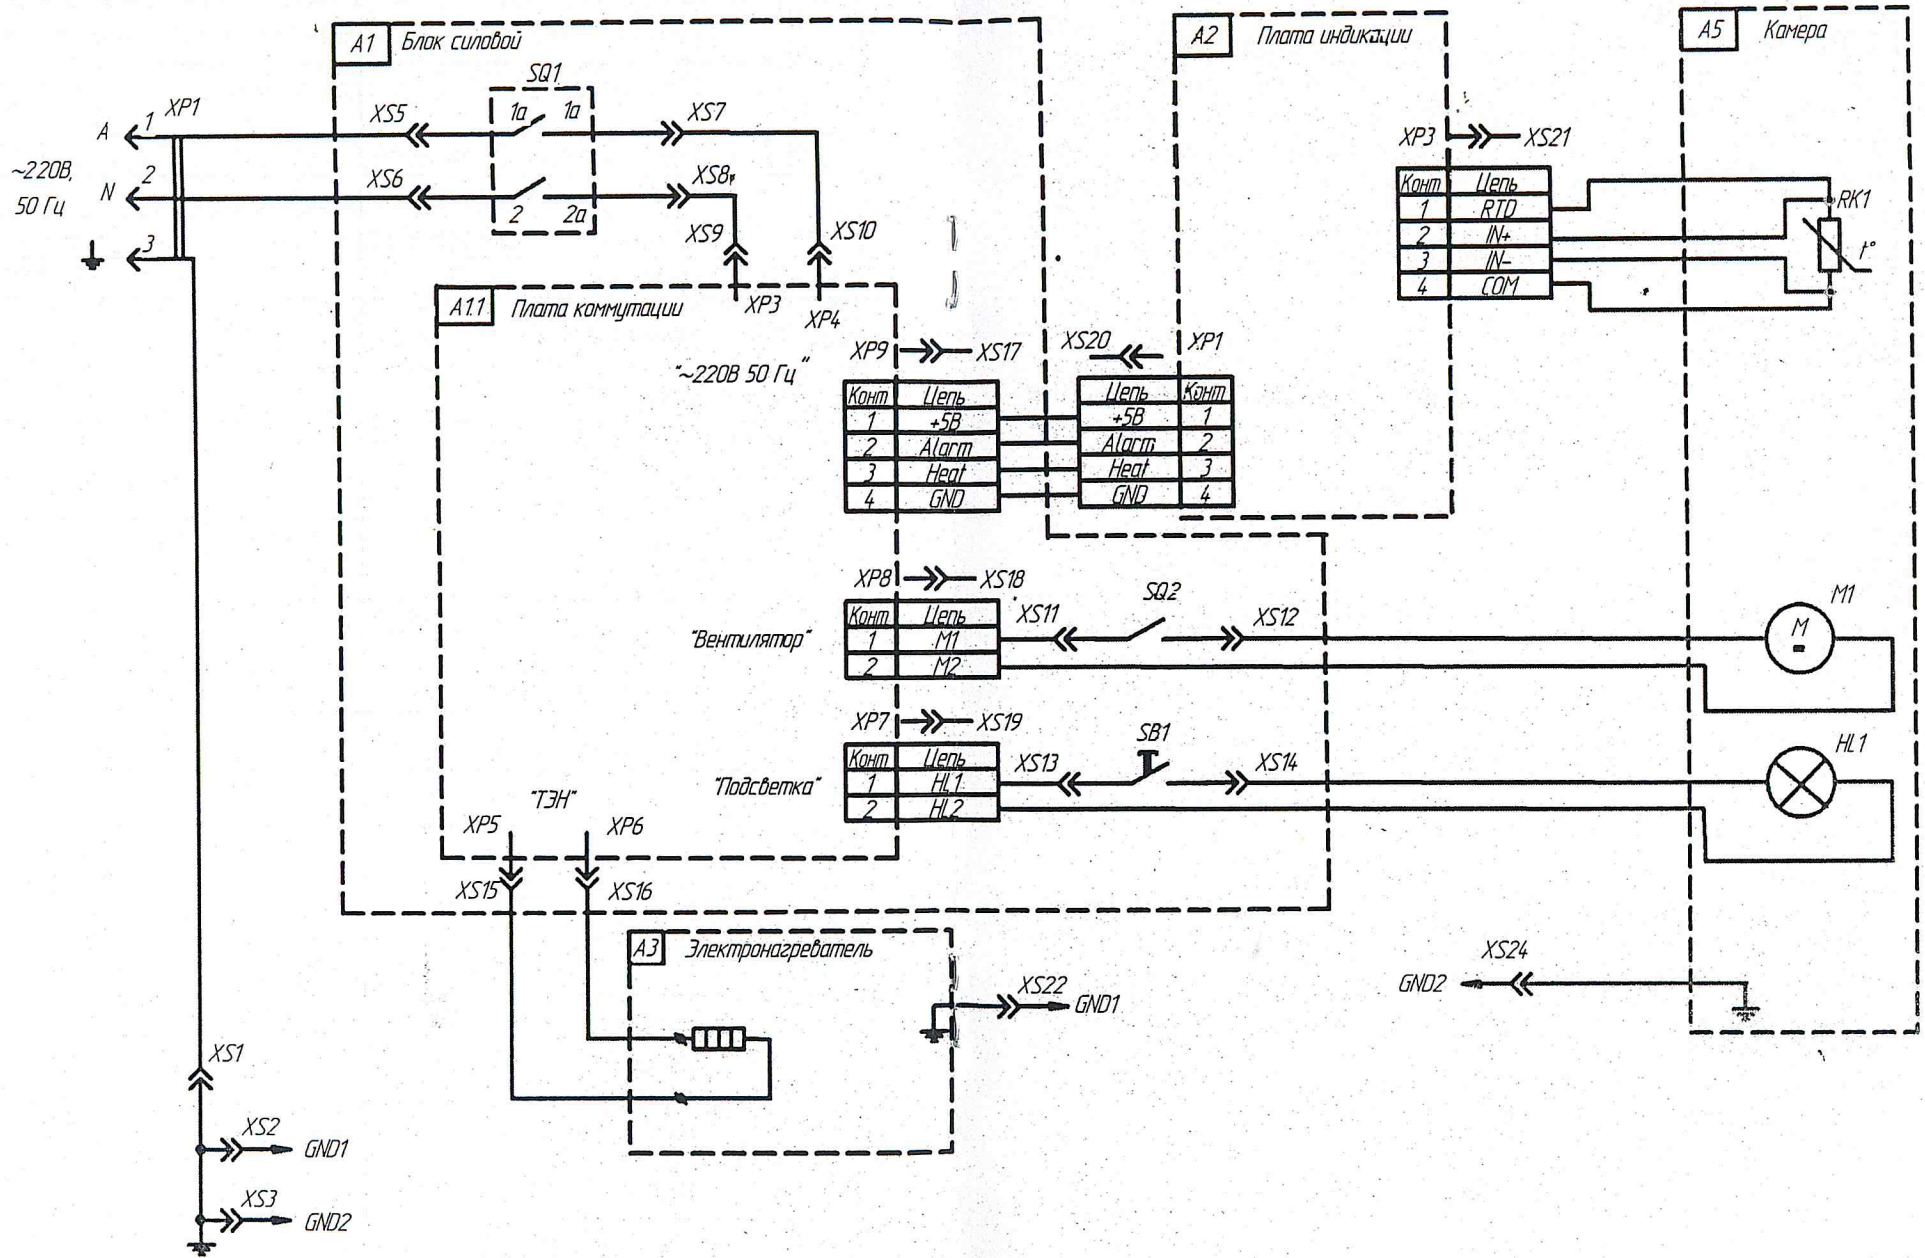 A1 Блок силовой
A2 Плата индикации
A5 Камера
SQ1
XP1
A 1
XS5
1a 1a
XS7
~220В,
50 Гц
N 2
XS6
2 2a
XS8
3
XS9
XS10
A1.1 Плата коммутации
XP3
XP4
"~220В 50 Гц"
XP3 XS21
Конт Цепь
1 RTD
2 IN+
3 IN-
4 COM
RK1
t°
XP9 XS17
Конт Цепь
1 +5В
2 Alarm
3 Heat
4 GND
XS20 XP1
Цепь Конт
+5В 1
Alarm 2
Heat 3
GND 4
XP8 XS18
"Вентилятор"
Конт Цепь
1 M1
2 M2
XS11
SQ2
XS12
M1
M
XP7 XS19
"Подсветка"
Конт Цепь
1 HL1
2 HL2
XS13
SB1
XS14
HL1
"ТЭН"
XP5 XP6
XS15 XS16
A3 Электронагреватель
XS22
GND1
XS24
GND2
XS1
XS2
GND1
XS3
GND2